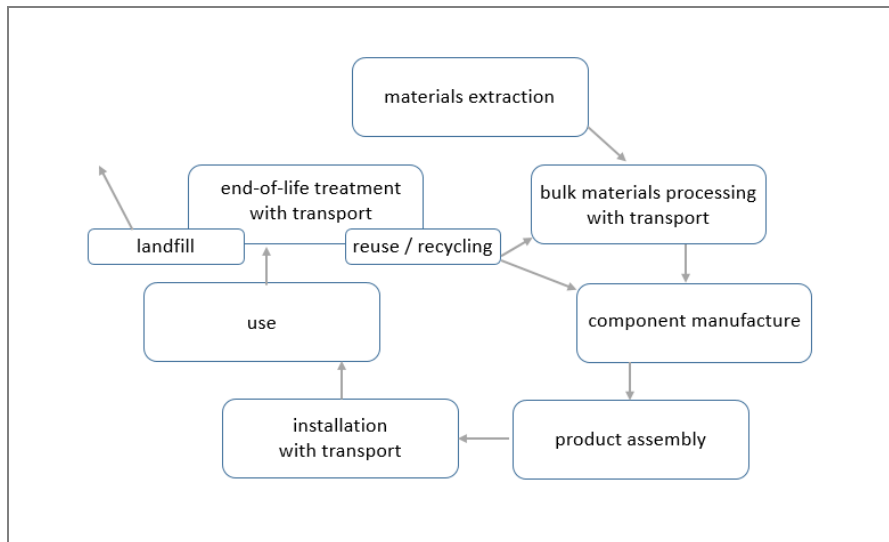 materials extraction
end-of-life treatment
with transport
bulk materials processing
with transport
landfill
reuse / recycling
use
component manufacture
installation
with transport
product assembly